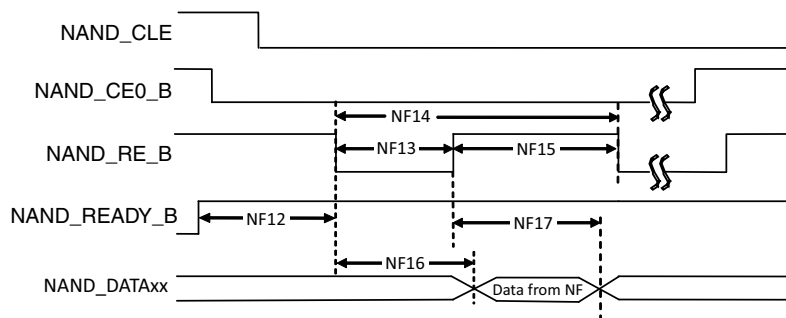 NAND_CLE
NAND_CE0_B
NF14
NAND_RE_B
NF13
NF15
NAND_READY_B
NF12
NF17
NF16
NAND_DATAxx
Data from NF